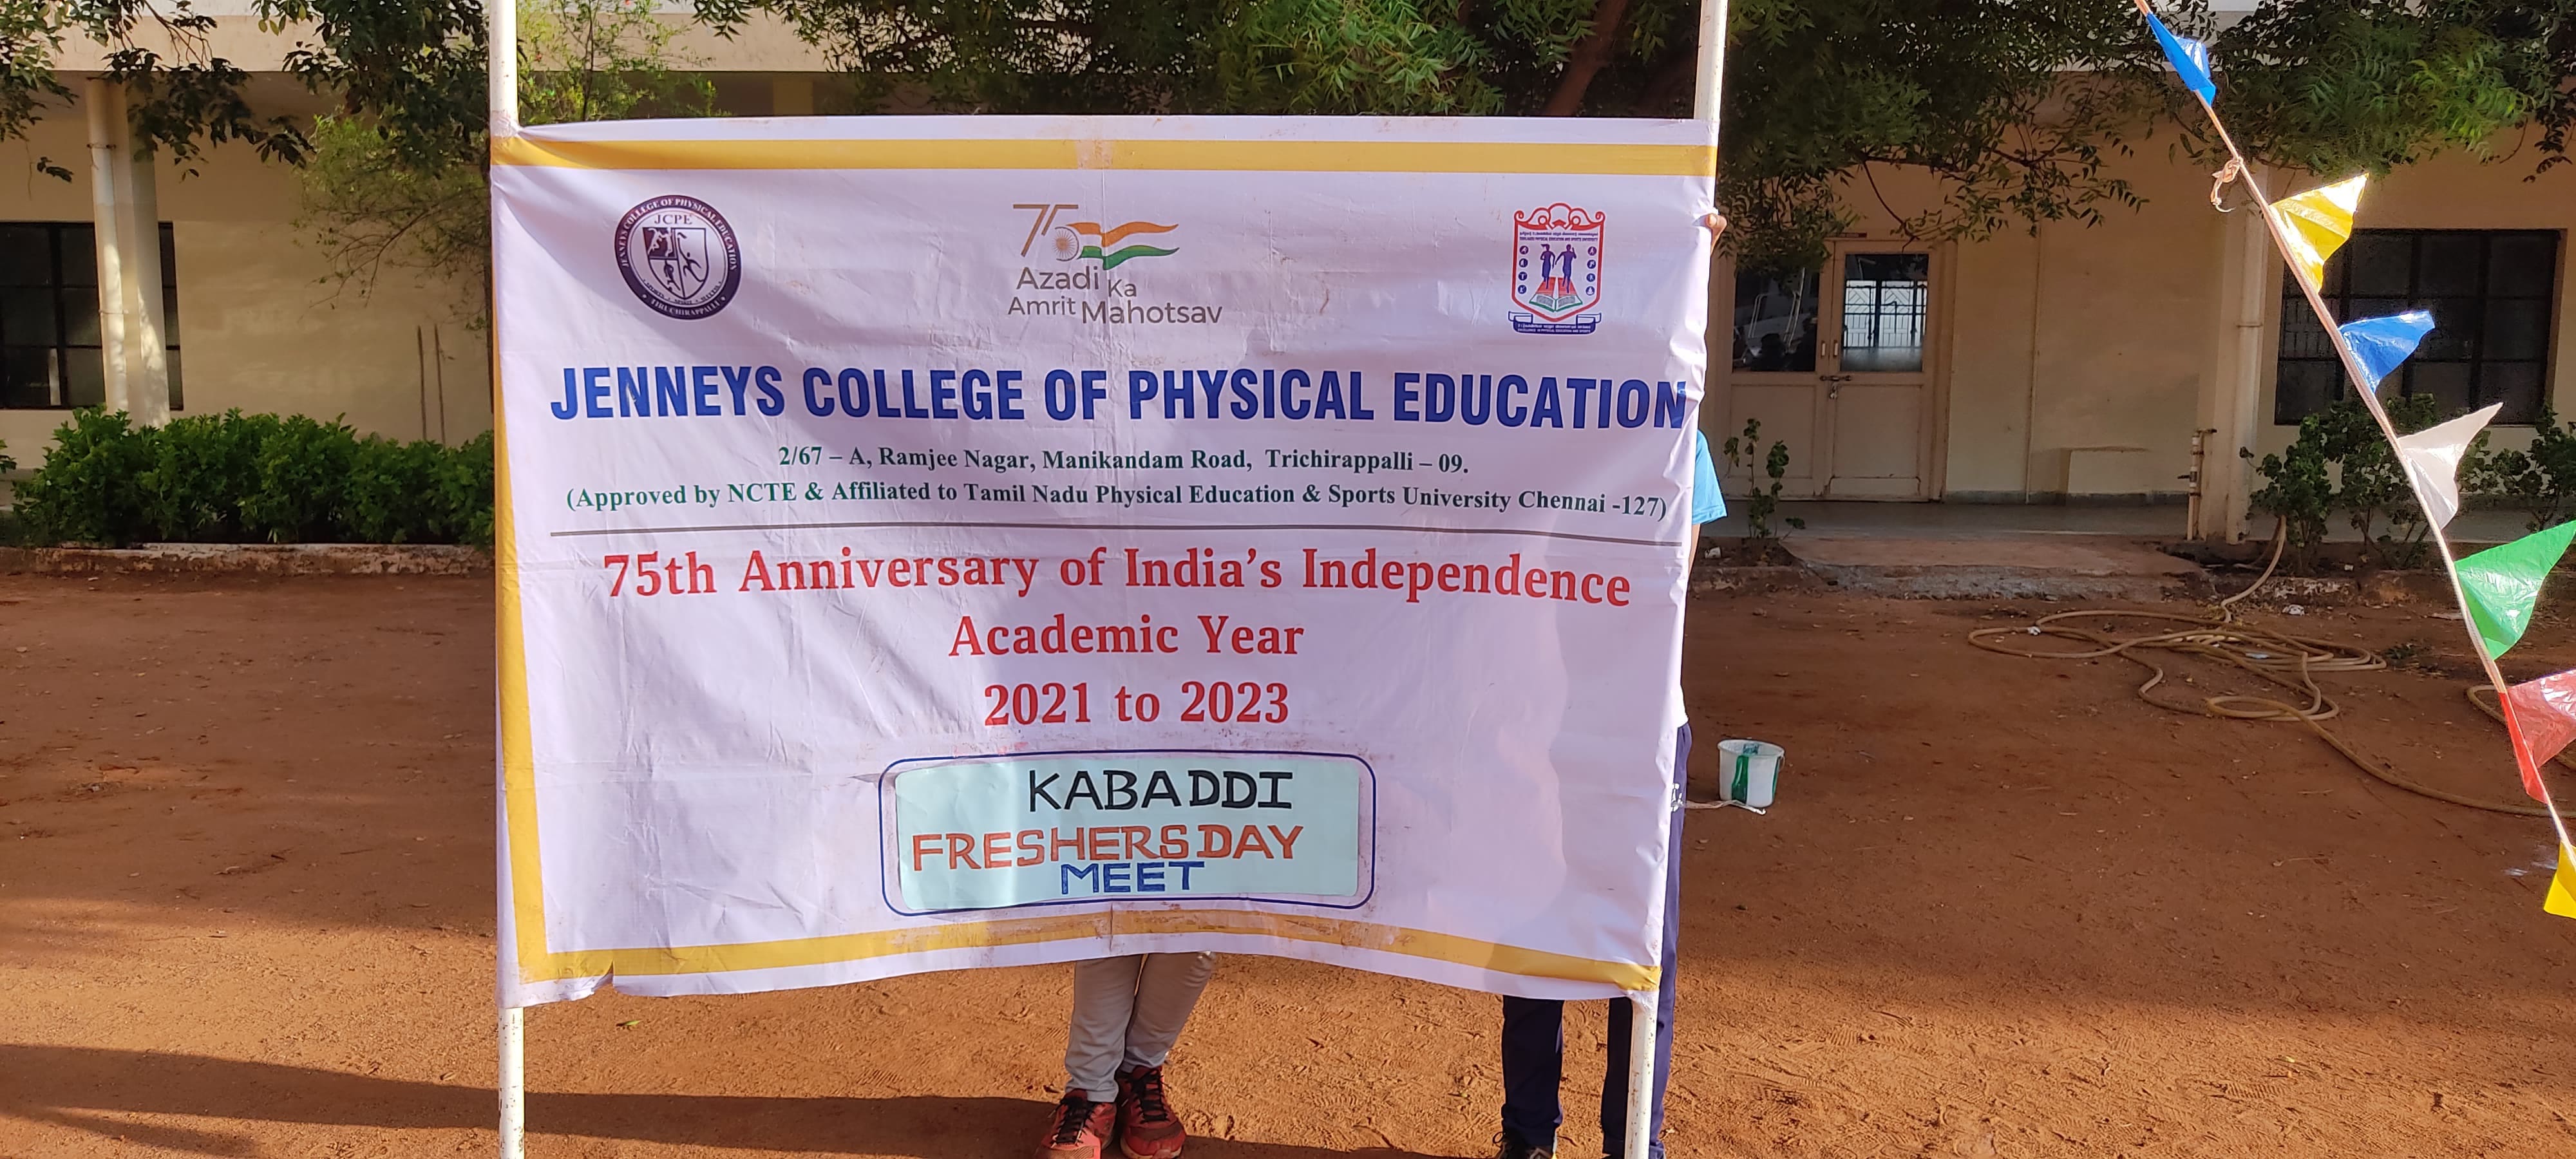 JENNEYS COLLEGE OF PHYSICAL EDUCATION
JCPE
TIRUCHIRAPPALLI
75
Azadi Ka
Amrit Mahotsav
JENNEYS COLLEGE OF PHYSICAL EDUCATION
2/67 – A, Ramjee Nagar, Manikandam Road, Trichirappalli – 09.
(Approved by NCTE & Affiliated to Tamil Nadu Physical Education & Sports University Chennai -127)
75th Anniversary of India's Independence
Academic Year
2021 to 2023
KABADDI
FRESHERS DAY
MEET